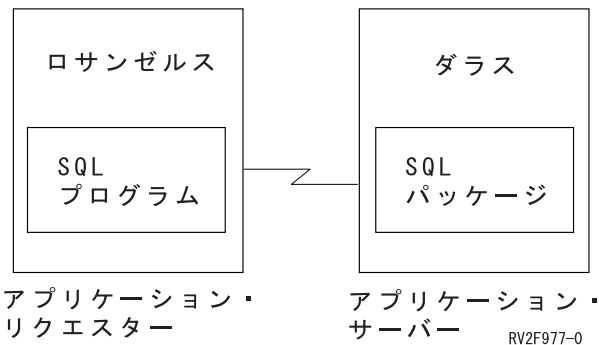 ロサンゼルス
SQL
プログラム
アプリケーション・
リクエスター
ダラス
SQL
パッケージ
アプリケーション・
サーバー
RV2F977-0